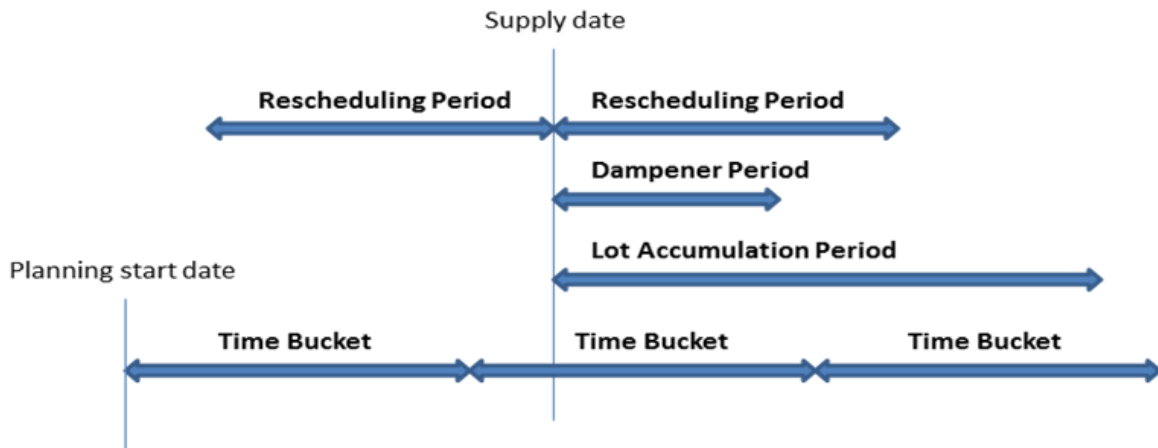 Supply date
Rescheduling Period Rescheduling Period
Dampener Period
Lot Accumulation Period
Planning start date
Time Bucket Time Bucket Time Bucket